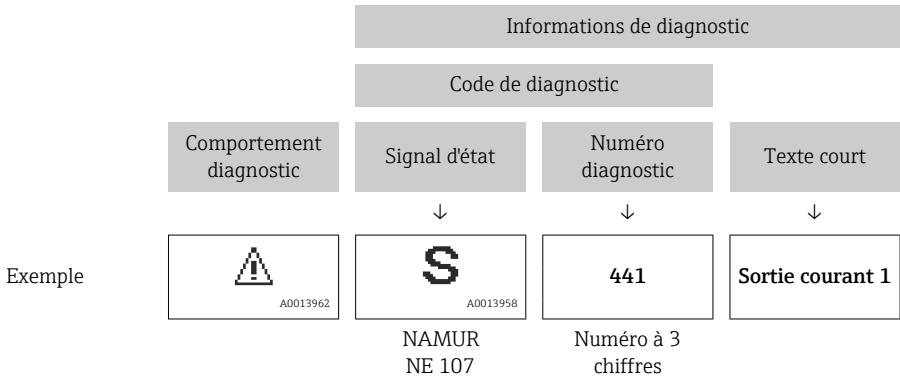 Informations de diagnostic
Code de diagnostic
Comportement
diagnostic
Signal d'état
Numéro
diagnostic
Texte court
↓
↓
↓
Exemple
⚠
A0013962
S
A0013958
441
Sortie courant 1
NAMUR
NE 107
Numéro à 3
chiffres